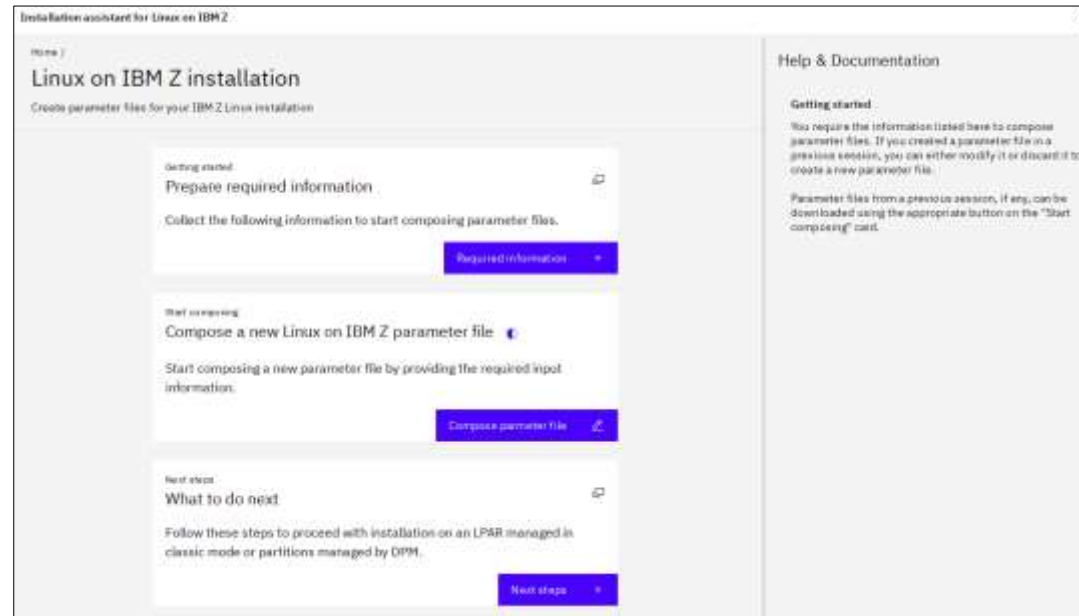 Installation assistant for Linux on IBM Z
Home /
Linux on IBM Z installation
Create parameter files for your IBM Z Linux installation
Getting started
Prepare required information
Collect the following information to start composing parameter files.
Required information
Start composing
Compose a new Linux on IBM Z parameter file
Start composing a new parameter file by providing the required input
information.
Compose parmeter file
Next steps
What to do next
Follow these steps to proceed with installation on an LPAR managed in
classic mode or partitions managed by DPM.
Next steps
Help & Documentation
Getting started
You require the information listed here to compose
parameter files. If you created a parameter file in a
previous session, you can either modify it or discard it to
create a new parameter file.
Parameter files from a previous session, if any, can be
downloaded using the appropriate button on the "Start
composing" card.